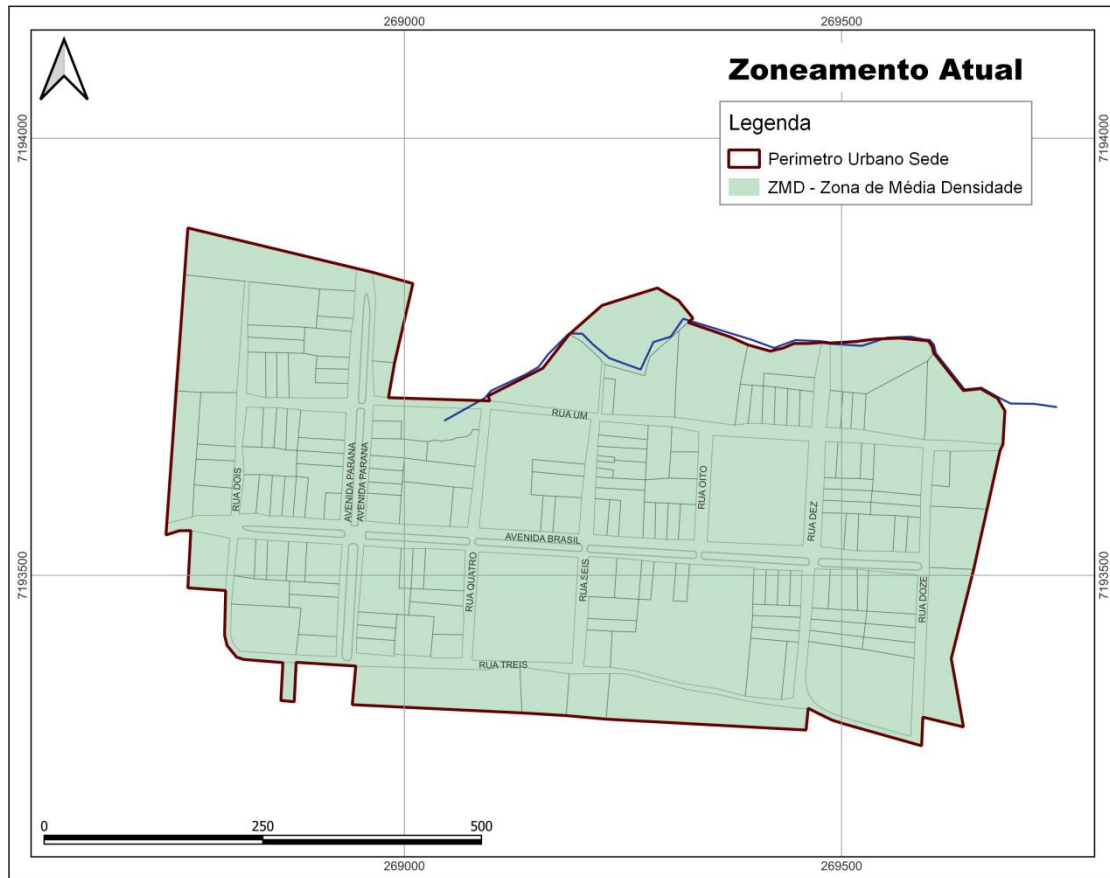 269000
269500
Zoneamento Atual
Legenda
Perimetro Urbano Sede
ZMD - Zona de Média Densidade
7194000
7194000
RUA UM
RUA DOIS
AVENIDA PARANA
AVENIDA PARANA
RUA OITO
RUA DEZ
AVENIDA BRASIL
RUA QUATRO
RUA SEIS
RUA DOZE
7193500
7193500
RUA TREIS
0
250
500
269000
269500